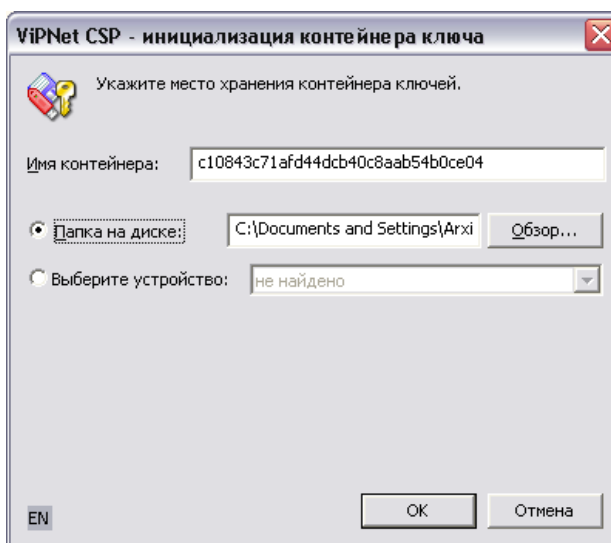 ViPNet CSP - инициализация контейнера ключа
Укажите место хранения контейнера ключей.
Имя контейнера: c10843c71afd44dcb40c8aab54b0ce04
Папка на диске: C:\Documents and Settings\Arxi Обзор...
Выберите устройство: не найдено
OK Отмена
EN